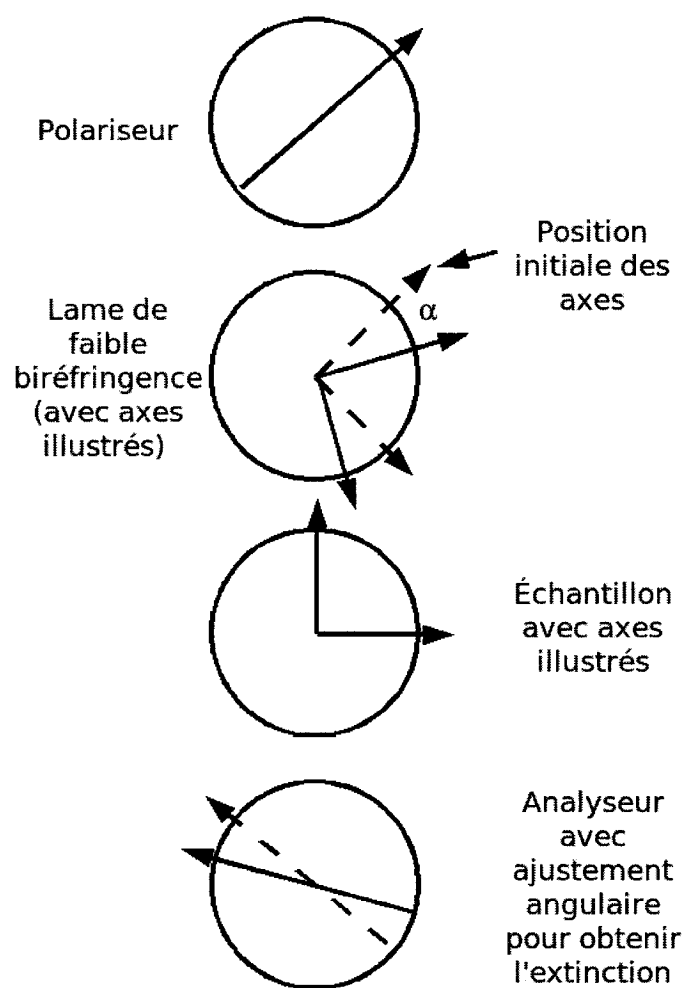 Polariseur
Position
initiale des
axes
α
Lame de
faible
biréfringence
(avec axes
illustrés)
Échantillon
avec axes
illustrés
Analyseur
avec
ajustement
angulaire
pour obtenir
l'extinction